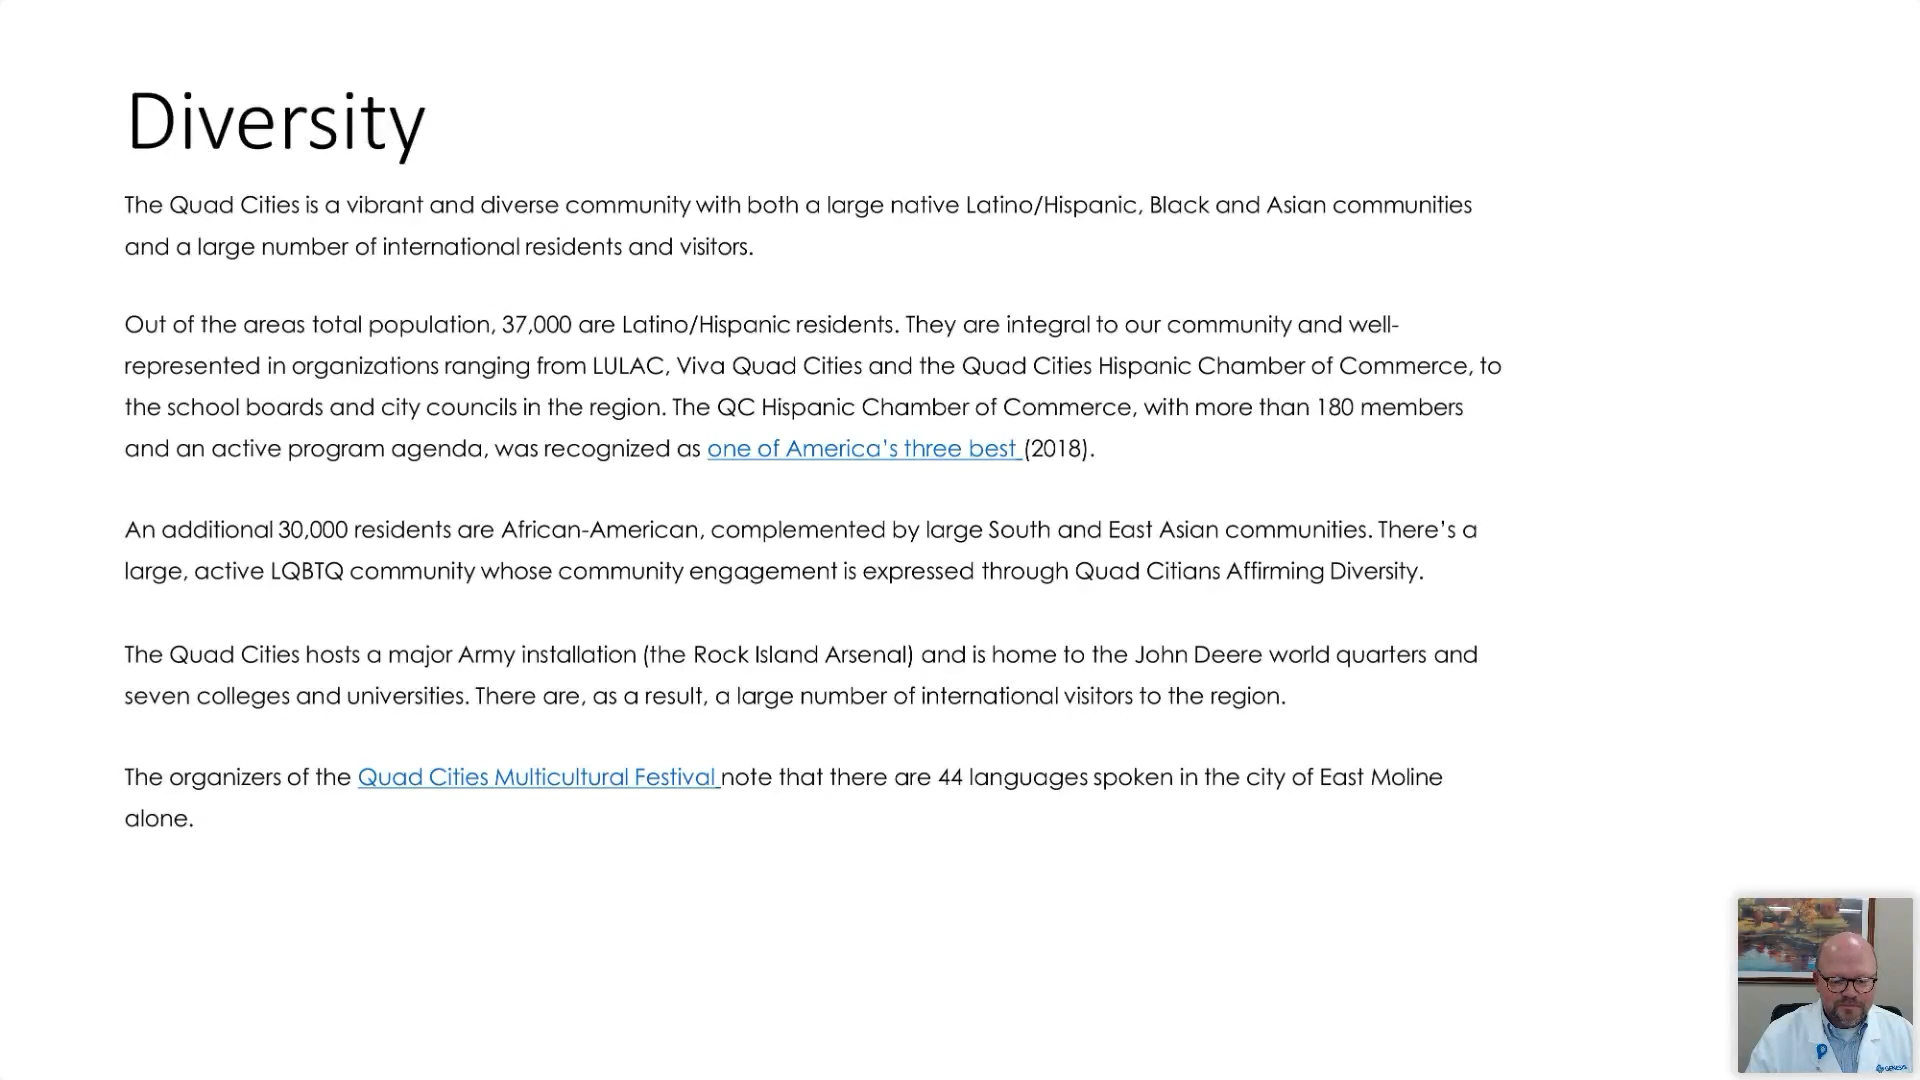 Diversity
The Quad Cities is a vibrant and diverse community with both a large native Latino/Hispanic, Black and Asian communities
and a large number of international residents and visitors.
Out of the areas total population, 37,000 are Latino/Hispanic residents. They are integral to our community and well-
represented in organizations ranging from LULAC, Viva Quad Cities and the Quad Cities Hispanic Chamber of Commerce, to
the school boards and city councils in the region. The QC Hispanic Chamber of Commerce, with more than 180 members
and an active program agenda, was recognized as one of America's three best (2018).
An additional 30,000 residents are African-American, complemented by large South and East Asian communities. There's a
large, active LQBTQ community whose community engagement is expressed through Quad Citians Affirming Diversity.
The Quad Cities hosts a major Army installation (the Rock Island Arsenal) and is home to the John Deere world quarters and
seven colleges and universities. There are, as a result, a large number of international visitors to the region.
The organizers of the Quad Cities Multicultural Festival note that there are 44 languages spoken in the city of East Moline
alone.
GENESIS